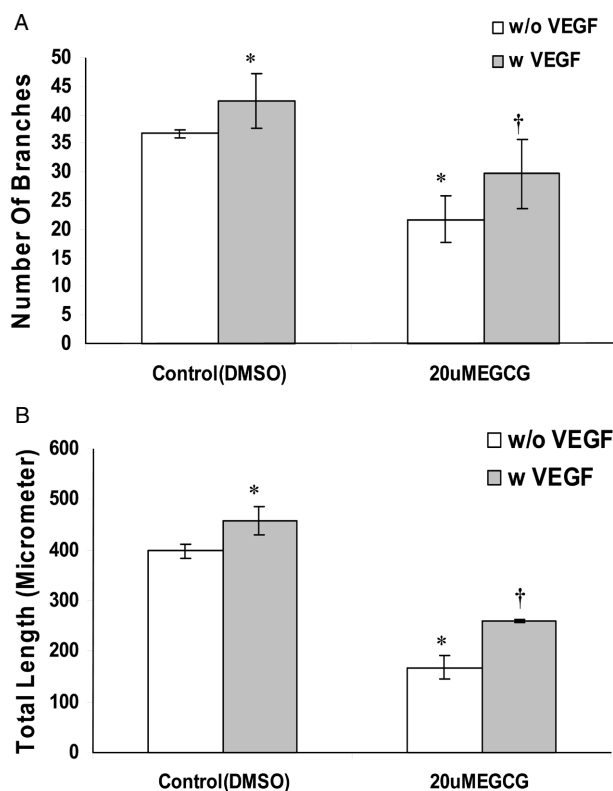 A
w/o VEGF
w VEGF
Number Of Branches
50
45
40
35
30
25
20
15
10
5
0
*
*
†
Control(DMSO)
20uMEGCG
B
w/o VEGF
w VEGF
Total Length (Micrometer)
600
500
400
300
200
100
0
*
*
†
Control(DMSO)
20uMEGCG